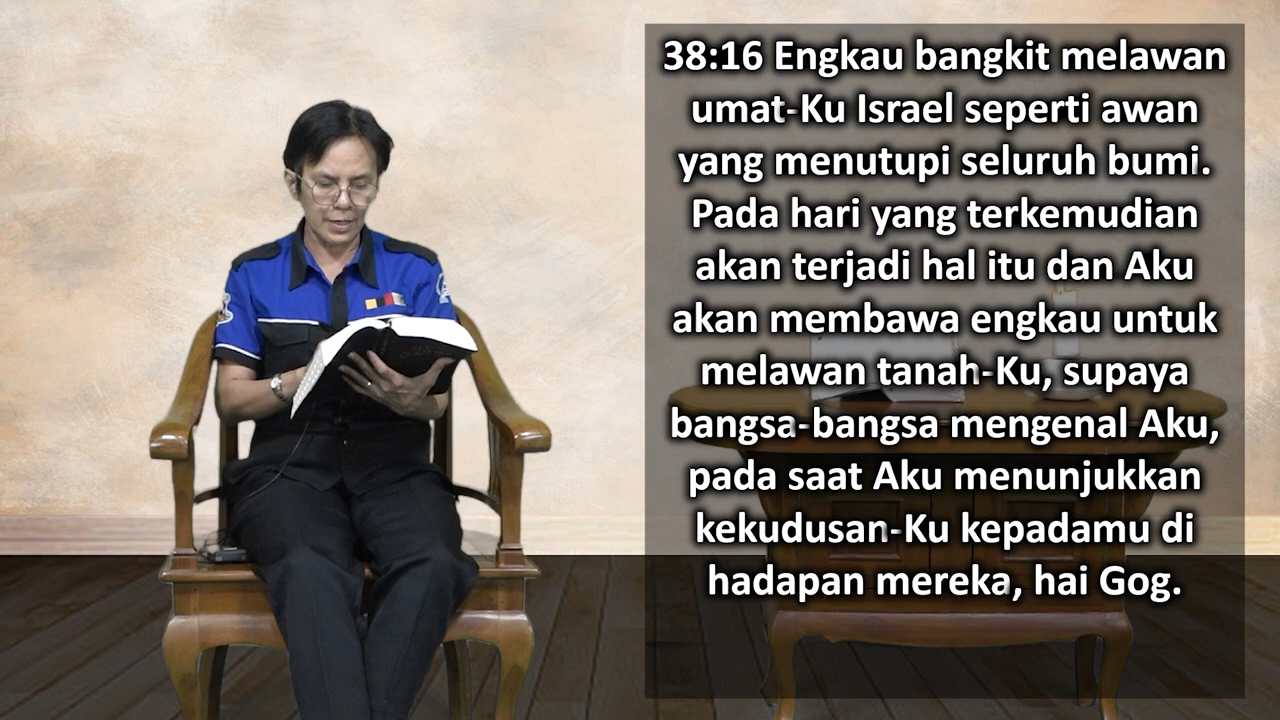 38:16 Engkau bangkit melawan
umat-Ku Israel seperti awan
yang menutupi seluruh bumi.
Pada hari yang terkemudian
akan terjadi hal itu dan Aku
akan membawa engkau untuk
melawan tanah-Ku, supaya
bangsa-bangsa mengenal Aku,
pada saat Aku menunjukkan
kekudusan-Ku kepadamu di
hadapan mereka, hai Gog.